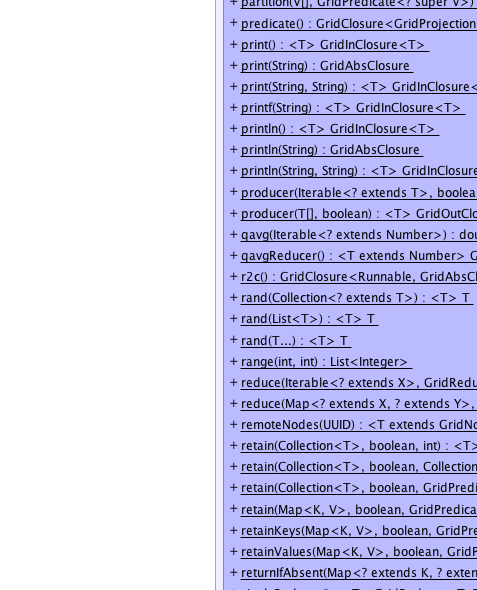 + partition(V[], GridPredicate<? super V>)
+ predicate() : GridClosure<GridProjection
+ print() : <T> GridInClosure<T>
+ print(String) : GridAbsClosure
+ print(String, String) : <T> GridInClosure<
+ printf(String) : <T> GridInClosure<T>
+ println() : <T> GridInClosure<T>
+ println(String) : GridAbsClosure
+ println(String, String) : <T> GridInClosure
+ producer(Iterable<? extends T>, boolea
+ producer(T[], boolean) : <T> GridOutClo
+ qavg(Iterable<? extends Number>) : dou
+ qavgReducer() : <T extends Number> G
+ r2c() : GridClosure<Runnable, GridAbsCl
+ rand(Collection<? extends T>) : <T> T
+ rand(List<T>) : <T> T
+ rand(T...) : <T> T
+ range(int, int) : List<Integer>
+ reduce(Iterable<? extends X>, GridRedu
+ reduce(Map<? extends X, ? extends Y>,
+ remoteNodes(UUID) : <T extends GridNo
+ retain(Collection<T>, boolean, int) : <T>
+ retain(Collection<T>, boolean, Collection
+ retain(Collection<T>, boolean, GridPredi
+ retain(Map<K, V>, boolean, GridPredica
+ retainKeys(Map<K, V>, boolean, GridPre
+ retainValues(Map<K, V>, boolean, GridP
+ returnIfAbsent(Map<? extends K, ? exten